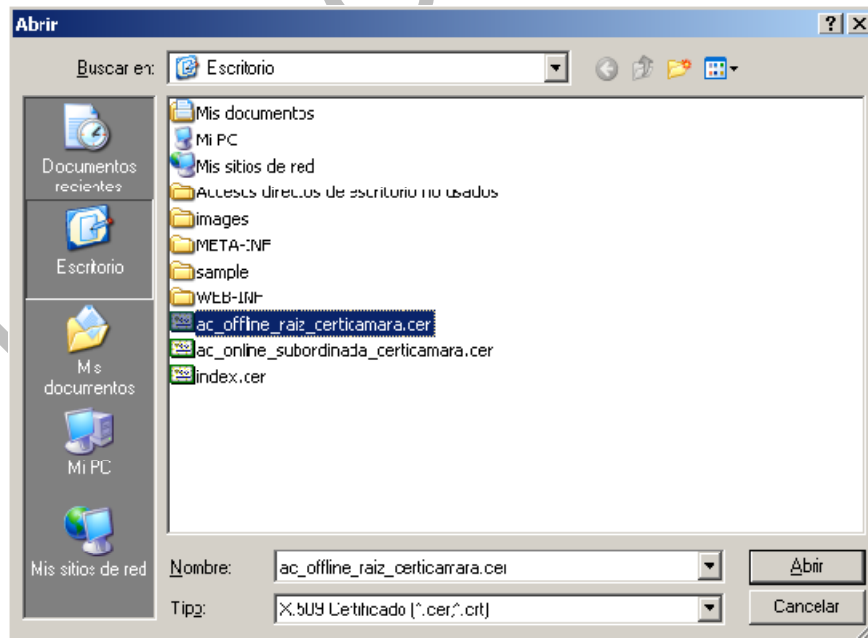 Abrir
Buscar en: Escritorio
Mis documentos
Mi PC
Mis sitios de red
Accesos directos de escritorio no usados
images
META-INF
sample
WEB-INF
ac_offline_raiz_certicamara.cer
ac_online_subordinada_certicamara.cer
index.cer
Documentos
recientes
Escritorio
Mis
documentos
Mi PC
Mis sitios de red
Nombre: ac_offline_raiz_certicamara.cer
Abrir
Tipo: X.509 Certificado (*.cer;*.crt)
Cancelar